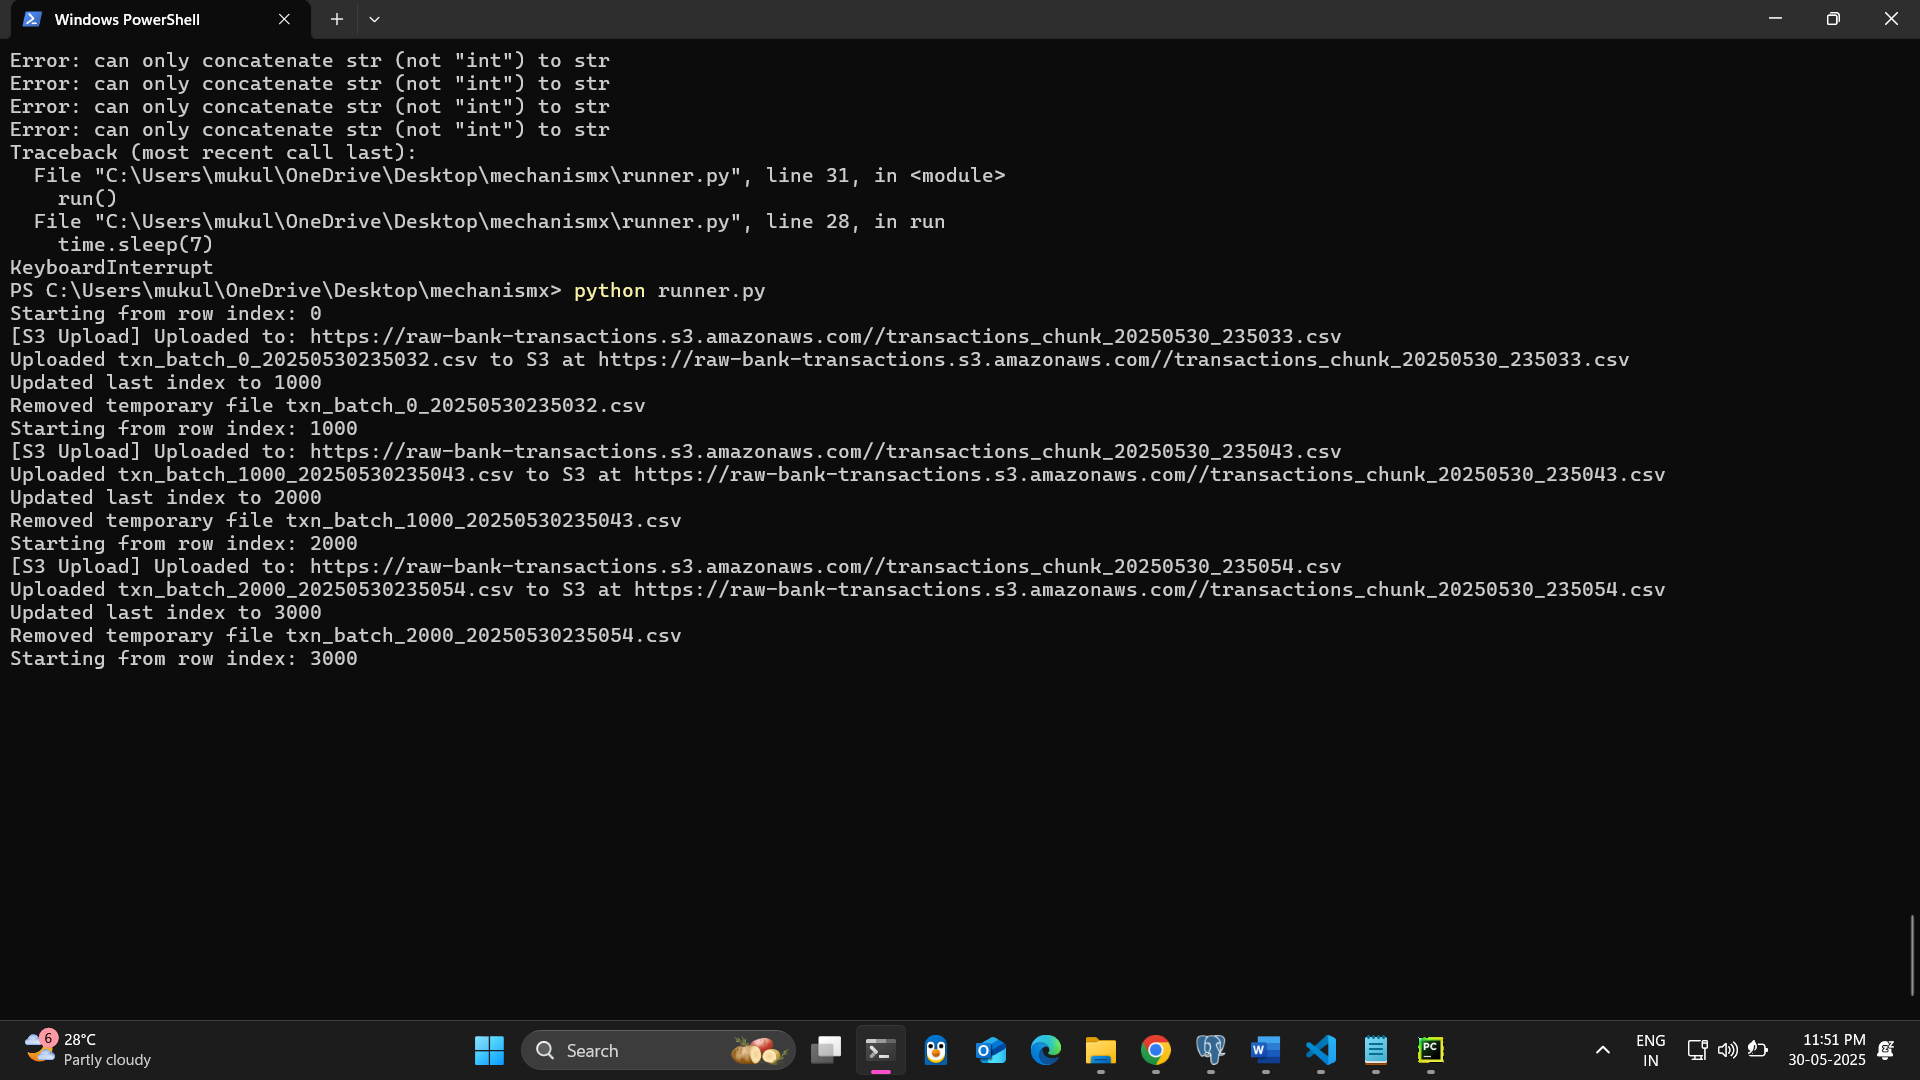 Windows PowerShell
Error: can only concatenate str (not "int") to str
Error: can only concatenate str (not "int") to str
Error: can only concatenate str (not "int") to str
Error: can only concatenate str (not "int") to str
Traceback (most recent call last):
  File "C:\Users\mukul\OneDrive\Desktop\mechanismx\runner.py", line 31, in <module>
    run()
  File "C:\Users\mukul\OneDrive\Desktop\mechanismx\runner.py", line 28, in run
    time.sleep(7)
KeyboardInterrupt
PS C:\Users\mukul\OneDrive\Desktop\mechanismx> python runner.py
Starting from row index: 0
[S3 Upload] Uploaded to: https://raw-bank-transactions.s3.amazonaws.com//transactions_chunk_20250530_235033.csv
Uploaded txn_batch_0_20250530235032.csv to S3 at https://raw-bank-transactions.s3.amazonaws.com//transactions_chunk_20250530_235033.csv
Updated last index to 1000
Removed temporary file txn_batch_0_20250530235032.csv
Starting from row index: 1000
[S3 Upload] Uploaded to: https://raw-bank-transactions.s3.amazonaws.com//transactions_chunk_20250530_235043.csv
Uploaded txn_batch_1000_20250530235043.csv to S3 at https://raw-bank-transactions.s3.amazonaws.com//transactions_chunk_20250530_235043.csv
Updated last index to 2000
Removed temporary file txn_batch_1000_20250530235043.csv
Starting from row index: 2000
[S3 Upload] Uploaded to: https://raw-bank-transactions.s3.amazonaws.com//transactions_chunk_20250530_235054.csv
Uploaded txn_batch_2000_20250530235054.csv to S3 at https://raw-bank-transactions.s3.amazonaws.com//transactions_chunk_20250530_235054.csv
Updated last index to 3000
Removed temporary file txn_batch_2000_20250530235054.csv
Starting from row index: 3000
6
28°C
Partly cloudy
Search
PC
ENG
IN
11:51 PM
30-05-2025